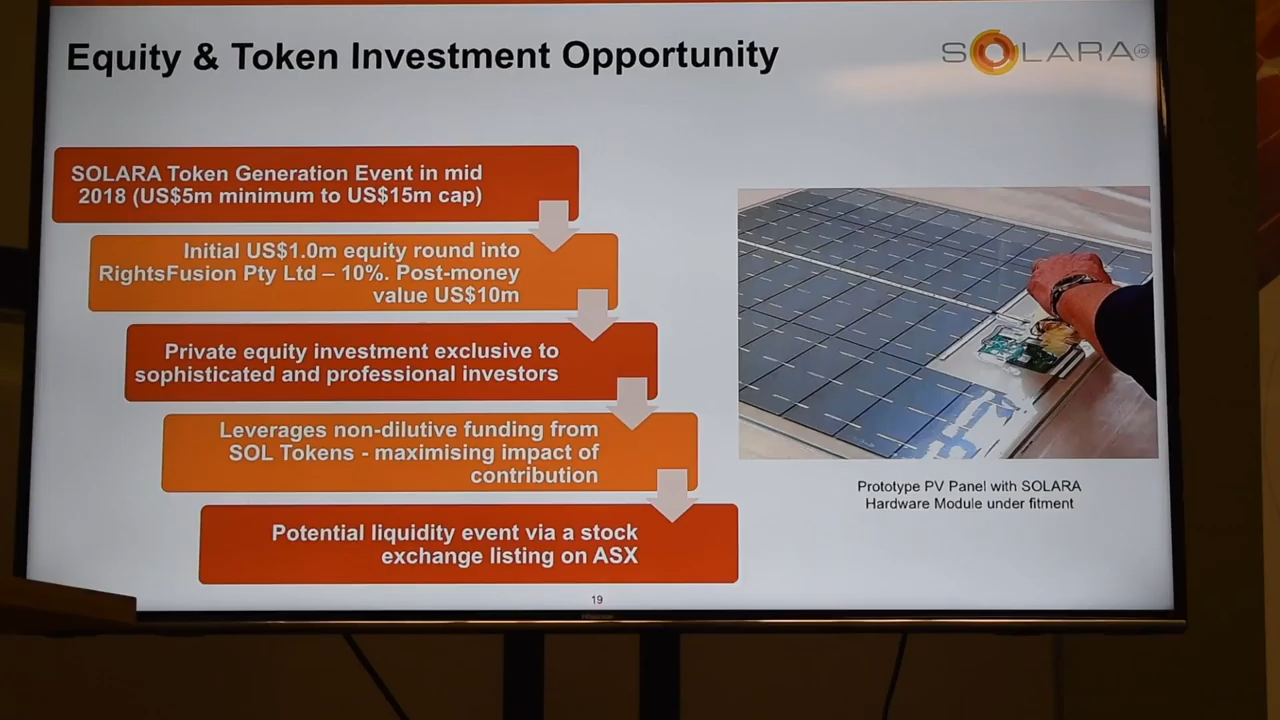 Equity & Token Investment Opportunity
SOLARA.io
SOLARA Token Generation Event in mid
2018 (US$5m minimum to US$15m cap)
Initial US$1.0m equity round into
RightsFusion Pty Ltd – 10%. Post-money
value US$10m
Private equity investment exclusive to
sophisticated and professional investors
Leverages non-dilutive funding from
SOL Tokens - maximising impact of
contribution
Potential liquidity event via a stock
exchange listing on ASX
Prototype PV Panel with SOLARA
Hardware Module under fitment
19
Hisense